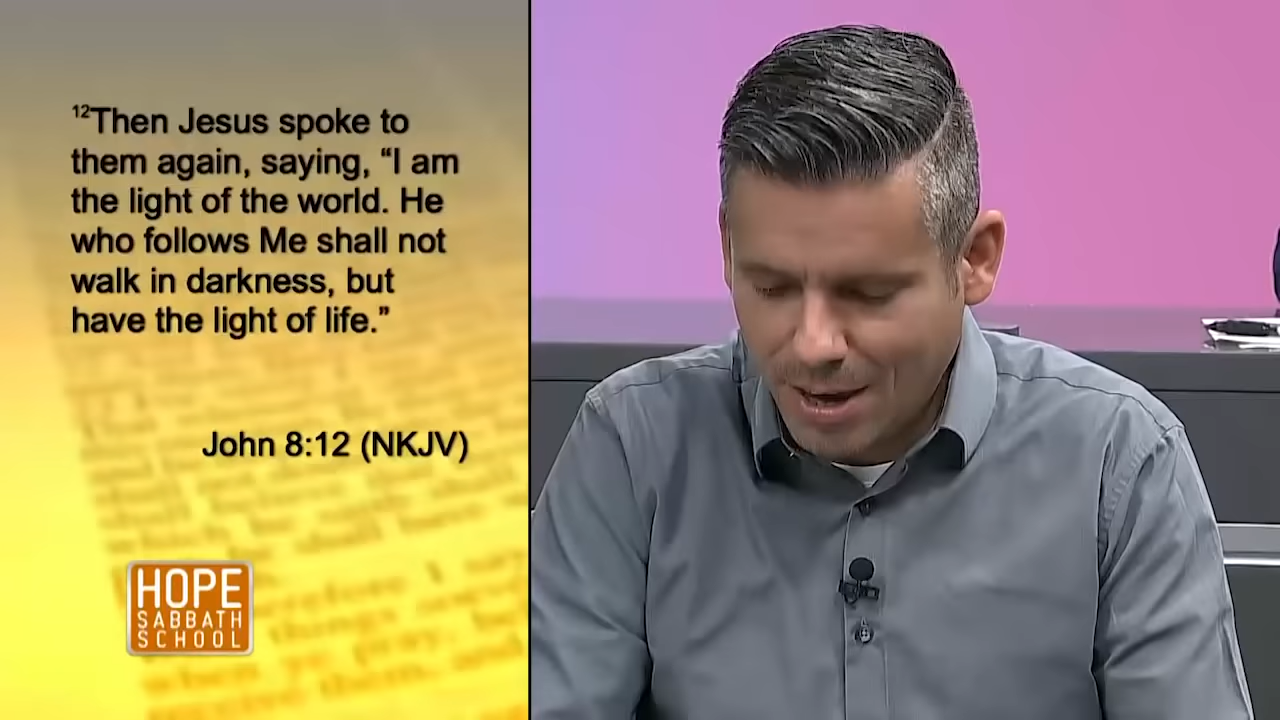 ¹²Then Jesus spoke to
them again, saying, “I am
the light of the world. He
who follows Me shall not
walk in darkness, but
have the light of life.”
John 8:12 (NKJV)
HOPE
SABBATH
SCHOOL